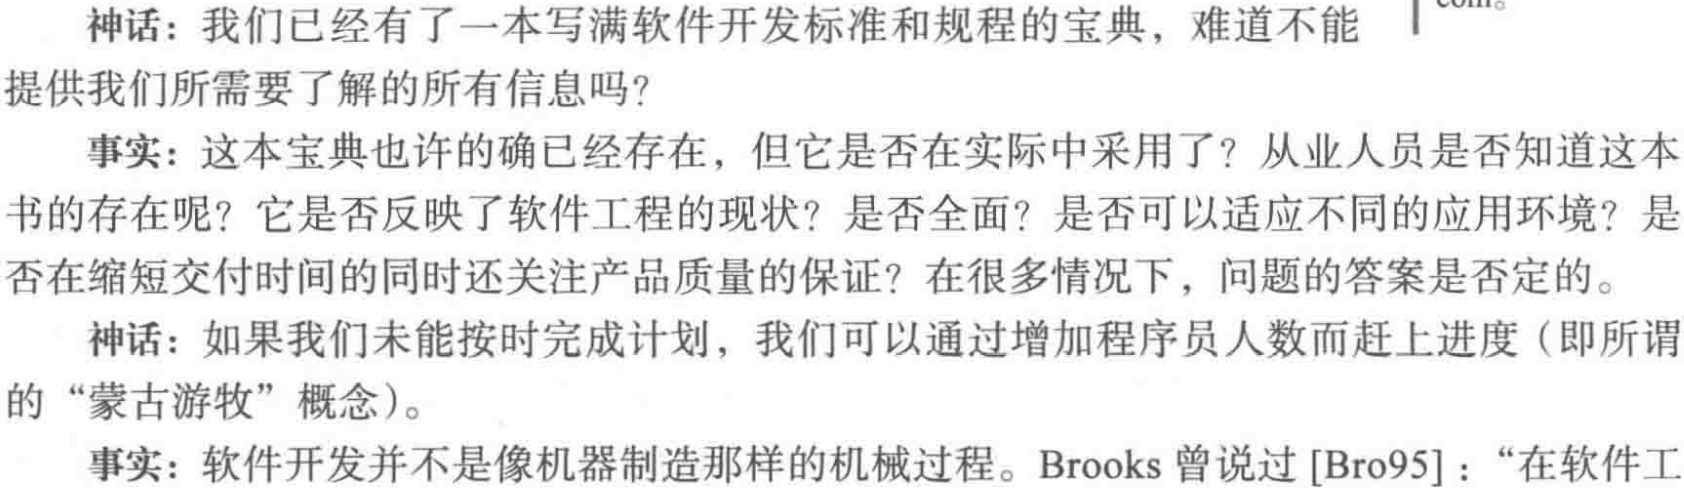 神话：我们已经有了一本写满软件开发标准和规程的宝典，难道不能
提供我们所需要了解的所有信息吗？
事实：这本宝典也许的确已经存在，但它是否在实际中采用了？从业人员是否知道这本
书的存在呢？它是否反映了软件工程的现状？是否全面？是否可以适应不同的应用环境？是
否在缩短交付时间的同时还关注产品质量的保证？在很多情况下，问题的答案是否定的。
神话：如果我们未能按时完成计划，我们可以通过增加程序员人数而赶上进度（即所谓
的“蒙古游牧”概念）。
事实：软件开发并不是像机器制造那样的机械过程。Brooks 曾说过 [Bro95]：“在软件工